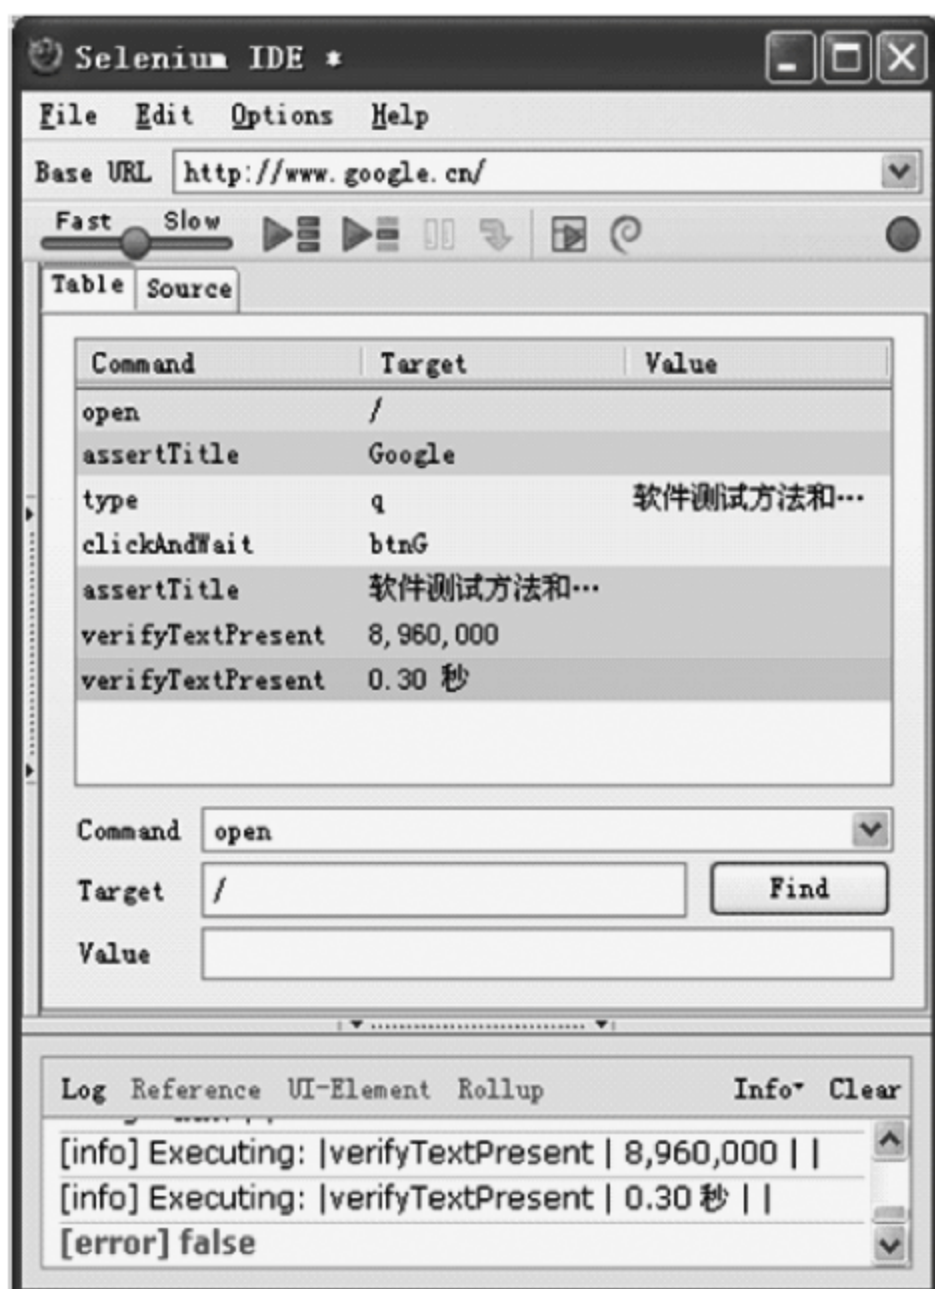 Selenium IDE *
File Edit Options Help
Base URL http://www.google.cn/
Fast Slow
Table Source
Command Target Value
open /
assertTitle Google
type q 软件测试方法和…
clickAndWait btnG
assertTitle 软件测试方法和…
verifyTextPresent 8,960,000
verifyTextPresent 0.30 秒
Command open
Target / Find
Value
Log Reference UI-Element Rollup Info Clear
[info] Executing: |verifyTextPresent | 8,960,000 | |
[info] Executing: |verifyTextPresent | 0.30 秒 | |
[error] false